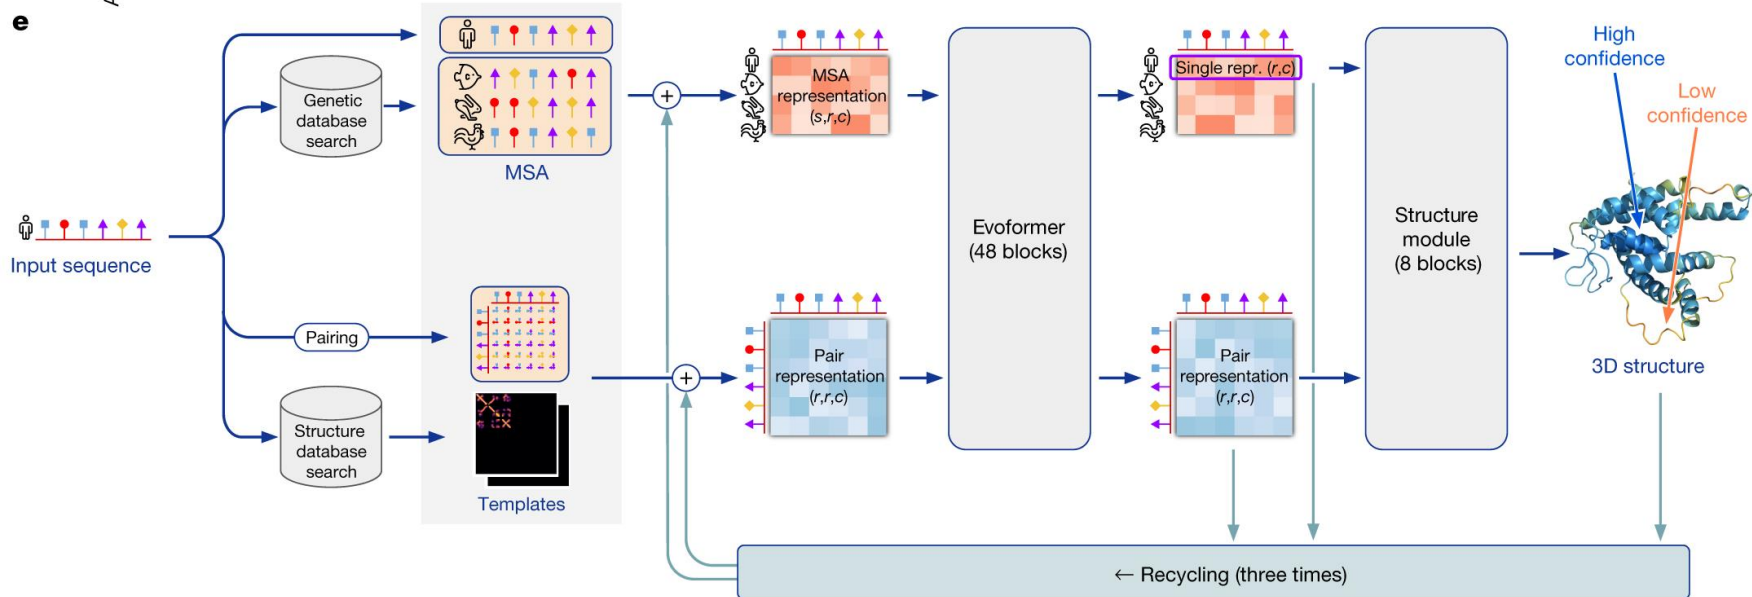 e
Input sequence
Genetic
database
search
MSA
Pairing
Structure
database
search
Templates
+
+
MSA
representation
(s,r,c)
Pair
representation
(r,r,c)
Evoformer
(48 blocks)
Single repr. (r,c)
Pair
representation
(r,r,c)
Structure
module
(8 blocks)
High
confidence
Low
confidence
3D structure
← Recycling (three times)